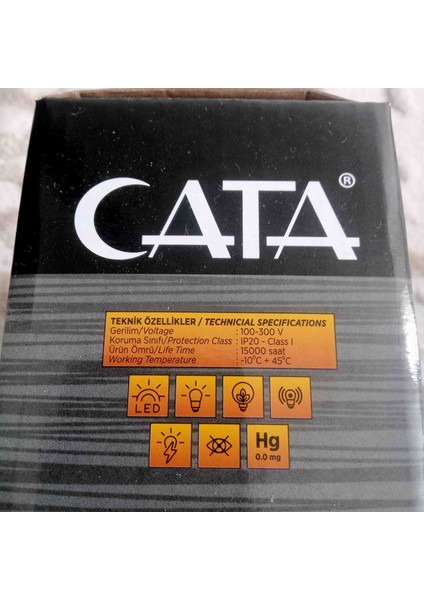 CATA®
TEKNİK ÖZELLİKLER / TECHNICIAL SPECIFICATIONS
Gerilim/Voltage : 100-300 V
Koruma Sınıfı/Protection Class : IP20 - Class I
Ürün Ömrü/Life Time : 15000 saat
Working Temperature : -10°C + 45°C
LED
Hg
0.0 mg